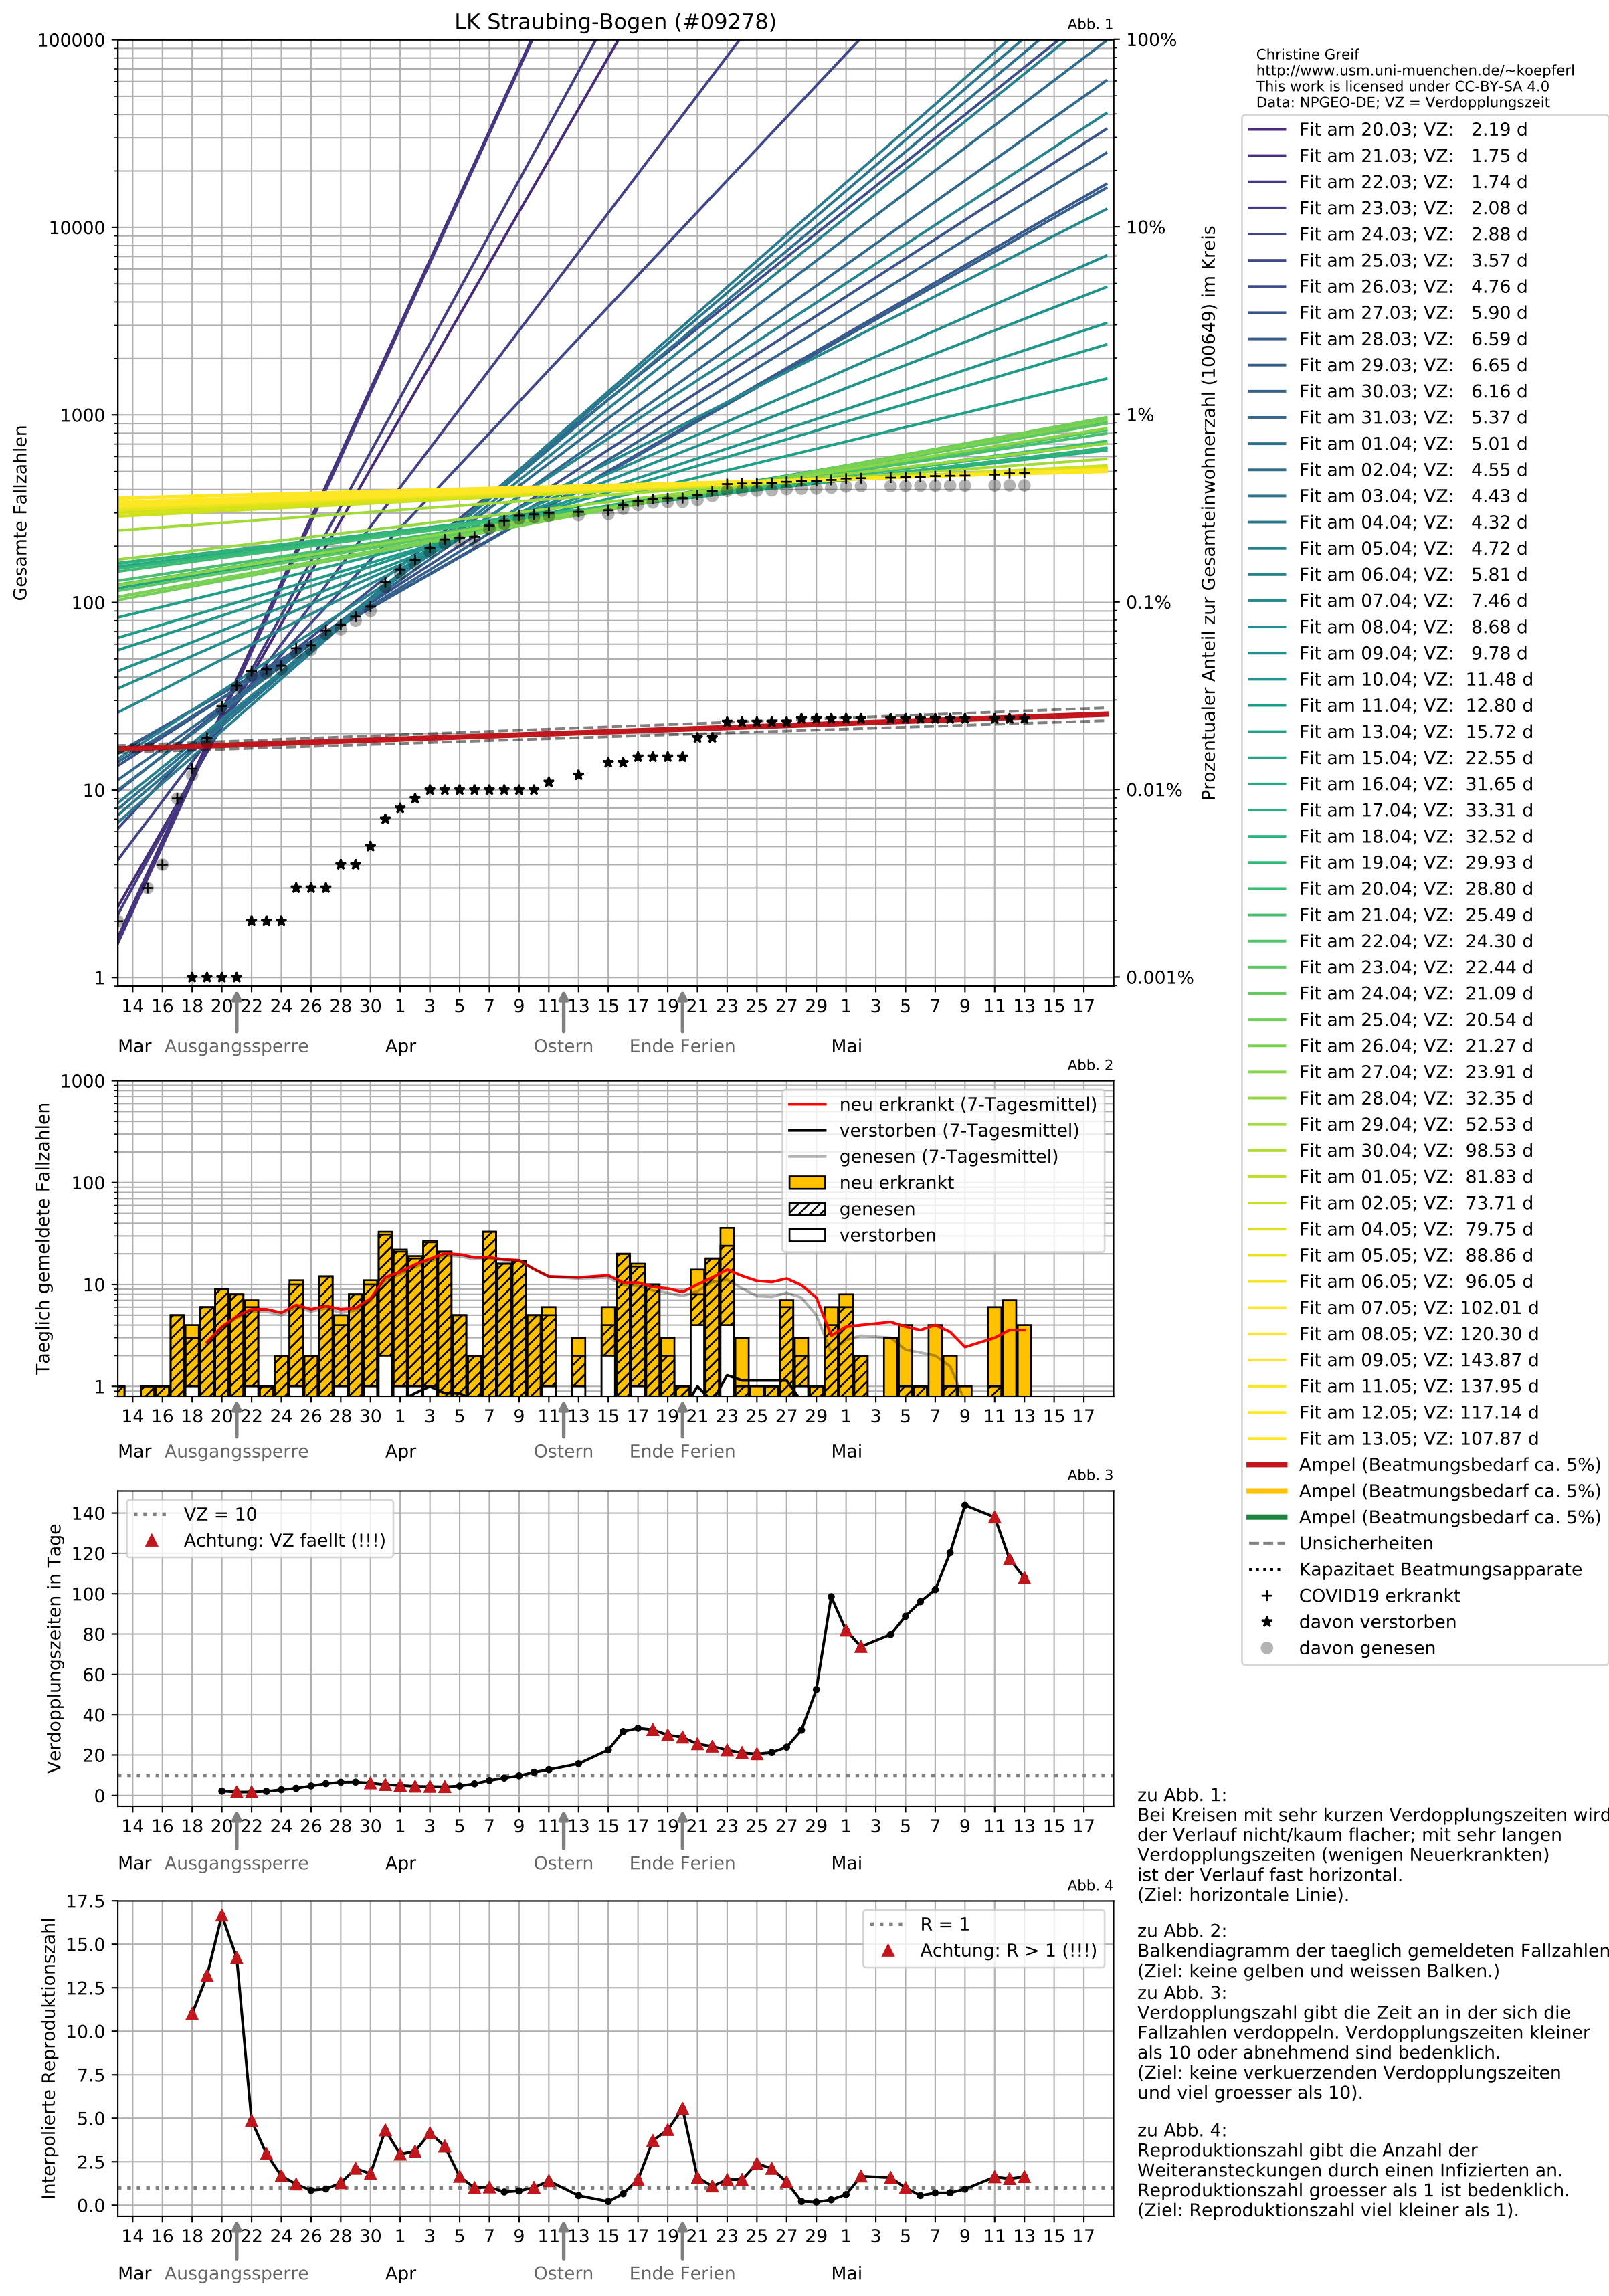 LK Straubing-Bogen (#09278)
Abb. 1
Christine Greif
http://www.usm.uni-muenchen.de/~koepferl
This work is licensed under CC-BY-SA 4.0
Data: NPGEO-DE; VZ = Verdopplungszeit
Gesamte Fallzahlen
100000
10000
1000
100
10
1
Prozentualer Anteil zur Gesamteinwohnerzahl (100649) im Kreis
100%
10%
1%
0.1%
0.01%
0.001%
14 16 18 20 22 24 26 28 30 1 3 5 7 9 11 13 15 17 19 21 23 25 27 29 1 3 5 7 9 11 13 15 17
Mar Ausgangssperre Apr Ostern Ende Ferien Mai
Fit am 20.03; VZ: 2.19 d
Fit am 21.03; VZ: 1.75 d
Fit am 22.03; VZ: 1.74 d
Fit am 23.03; VZ: 2.08 d
Fit am 24.03; VZ: 2.88 d
Fit am 25.03; VZ: 3.57 d
Fit am 26.03; VZ: 4.76 d
Fit am 27.03; VZ: 5.90 d
Fit am 28.03; VZ: 6.59 d
Fit am 29.03; VZ: 6.65 d
Fit am 30.03; VZ: 6.16 d
Fit am 31.03; VZ: 5.37 d
Fit am 01.04; VZ: 5.01 d
Fit am 02.04; VZ: 4.55 d
Fit am 03.04; VZ: 4.43 d
Fit am 04.04; VZ: 4.32 d
Fit am 05.04; VZ: 4.72 d
Fit am 06.04; VZ: 5.81 d
Fit am 07.04; VZ: 7.46 d
Fit am 08.04; VZ: 8.68 d
Fit am 09.04; VZ: 9.78 d
Fit am 10.04; VZ: 11.48 d
Fit am 11.04; VZ: 12.80 d
Fit am 13.04; VZ: 15.72 d
Fit am 15.04; VZ: 22.55 d
Fit am 16.04; VZ: 31.65 d
Fit am 17.04; VZ: 33.31 d
Fit am 18.04; VZ: 32.52 d
Fit am 19.04; VZ: 29.93 d
Fit am 20.04; VZ: 28.80 d
Fit am 21.04; VZ: 25.49 d
Fit am 22.04; VZ: 24.30 d
Fit am 23.04; VZ: 22.44 d
Fit am 24.04; VZ: 21.09 d
Fit am 25.04; VZ: 20.54 d
Fit am 26.04; VZ: 21.27 d
Fit am 27.04; VZ: 23.91 d
Fit am 28.04; VZ: 32.35 d
Fit am 29.04; VZ: 52.53 d
Fit am 30.04; VZ: 98.53 d
Fit am 01.05; VZ: 81.83 d
Fit am 02.05; VZ: 73.71 d
Fit am 04.05; VZ: 79.75 d
Fit am 05.05; VZ: 88.86 d
Fit am 06.05; VZ: 96.05 d
Fit am 07.05; VZ: 102.01 d
Fit am 08.05; VZ: 120.30 d
Fit am 09.05; VZ: 143.87 d
Fit am 11.05; VZ: 137.95 d
Fit am 12.05; VZ: 117.14 d
Fit am 13.05; VZ: 107.87 d
Ampel (Beatmungsbedarf ca. 5%)
Ampel (Beatmungsbedarf ca. 5%)
Ampel (Beatmungsbedarf ca. 5%)
Unsicherheiten
Kapazitaet Beatmungsapparate
COVID19 erkrankt
davon verstorben
davon genesen
Abb. 2
Taeglich gemeldete Fallzahlen
1000
100
10
1
neu erkrankt (7-Tagesmittel)
verstorben (7-Tagesmittel)
genesen (7-Tagesmittel)
neu erkrankt
genesen
verstorben
14 16 18 20 22 24 26 28 30 1 3 5 7 9 11 13 15 17 19 21 23 25 27 29 1 3 5 7 9 11 13 15 17
Mar Ausgangssperre Apr Ostern Ende Ferien Mai
Abb. 3
Verdopplungszeiten in Tage
140
120
100
80
60
40
20
0
VZ = 10
Achtung: VZ faellt (!!!)
14 16 18 20 22 24 26 28 30 1 3 5 7 9 11 13 15 17 19 21 23 25 27 29 1 3 5 7 9 11 13 15 17
Mar Ausgangssperre Apr Ostern Ende Ferien Mai
Abb. 4
Interpolierte Reproduktionszahl
17.5
15.0
12.5
10.0
7.5
5.0
2.5
0.0
R = 1
Achtung: R > 1 (!!!)
14 16 18 20 22 24 26 28 30 1 3 5 7 9 11 13 15 17 19 21 23 25 27 29 1 3 5 7 9 11 13 15 17
Mar Ausgangssperre Apr Ostern Ende Ferien Mai
zu Abb. 1:
Bei Kreisen mit sehr kurzen Verdopplungszeiten wird
der Verlauf nicht/kaum flacher; mit sehr langen
Verdopplungszeiten (wenigen Neuerkrankten)
ist der Verlauf fast horizontal.
(Ziel: horizontale Linie).
zu Abb. 2:
Balkendiagramm der taeglich gemeldeten Fallzahlen
(Ziel: keine gelben und weissen Balken.)
zu Abb. 3:
Verdopplungszahl gibt die Zeit an in der sich die
Fallzahlen verdoppeln. Verdopplungszeiten kleiner
als 10 oder abnehmend sind bedenklich.
(Ziel: keine verkuerzenden Verdopplungszeiten
und viel groesser als 10).
zu Abb. 4:
Reproduktionszahl gibt die Anzahl der
Weiteransteckungen durch einen Infizierten an.
Reproduktionszahl groesser als 1 ist bedenklich.
(Ziel: Reproduktionszahl viel kleiner als 1).